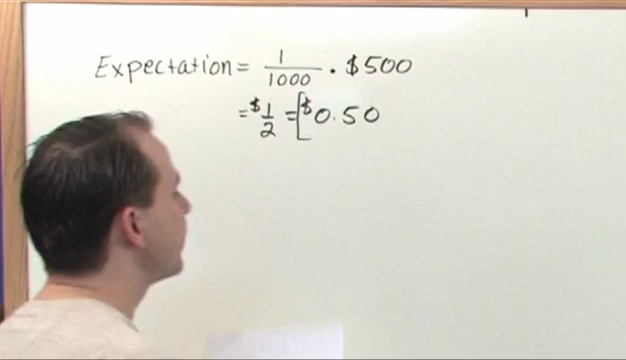 Expectation = 1/1000 · $500
= $1/2 = $0.50